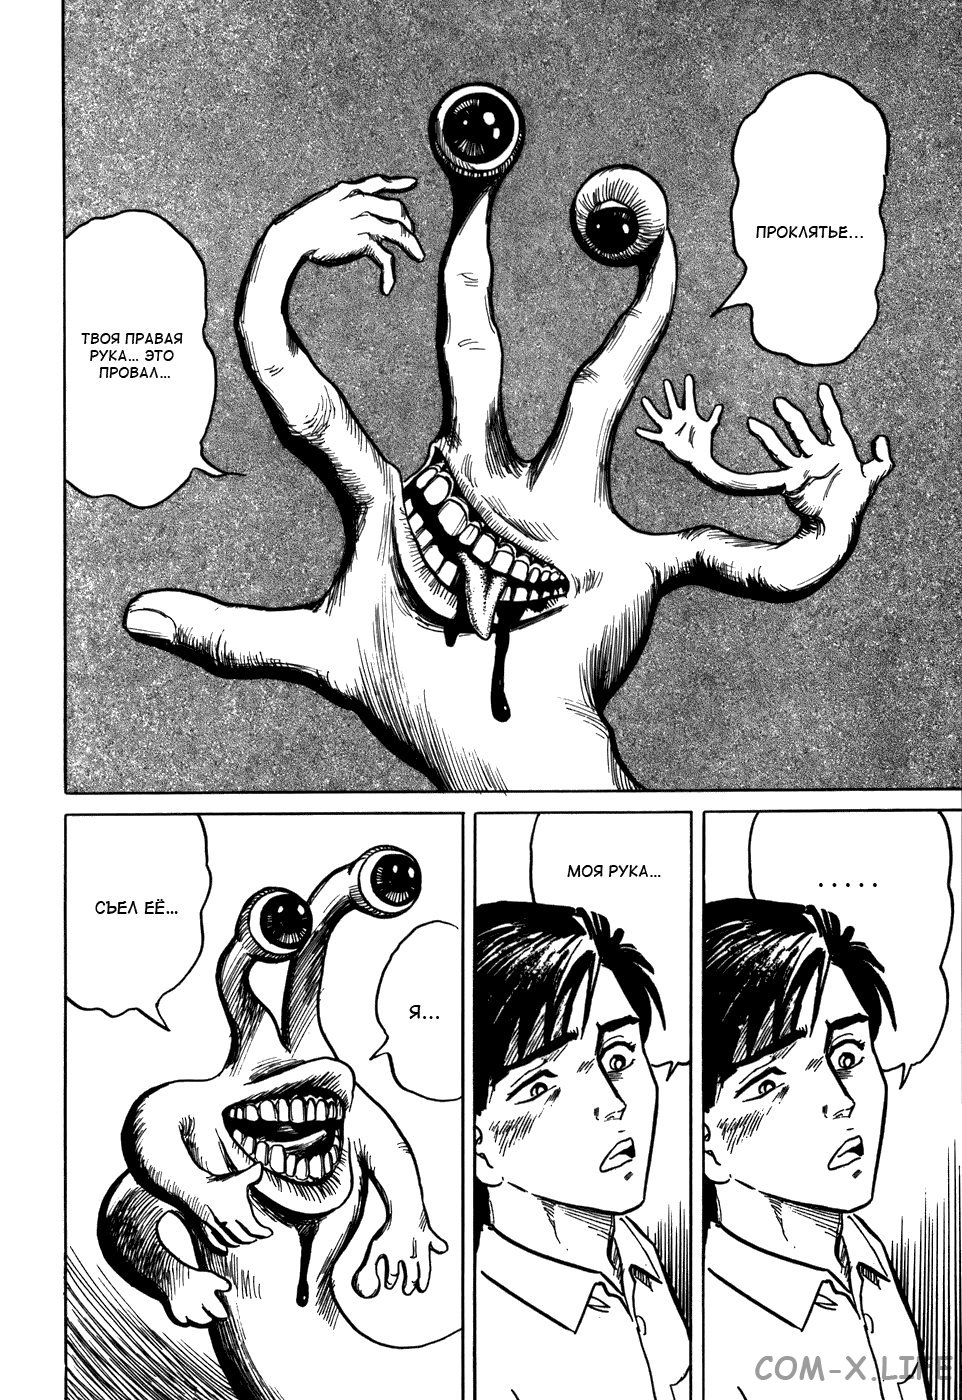 ПРОКЛЯТЬЕ...
ТВОЯ ПРАВАЯ
РУКА... ЭТО
ПРОВАЛ...
.....
МОЯ РУКА...
Я...
СЪЕЛ ЕЁ...
COM-X.LIFE